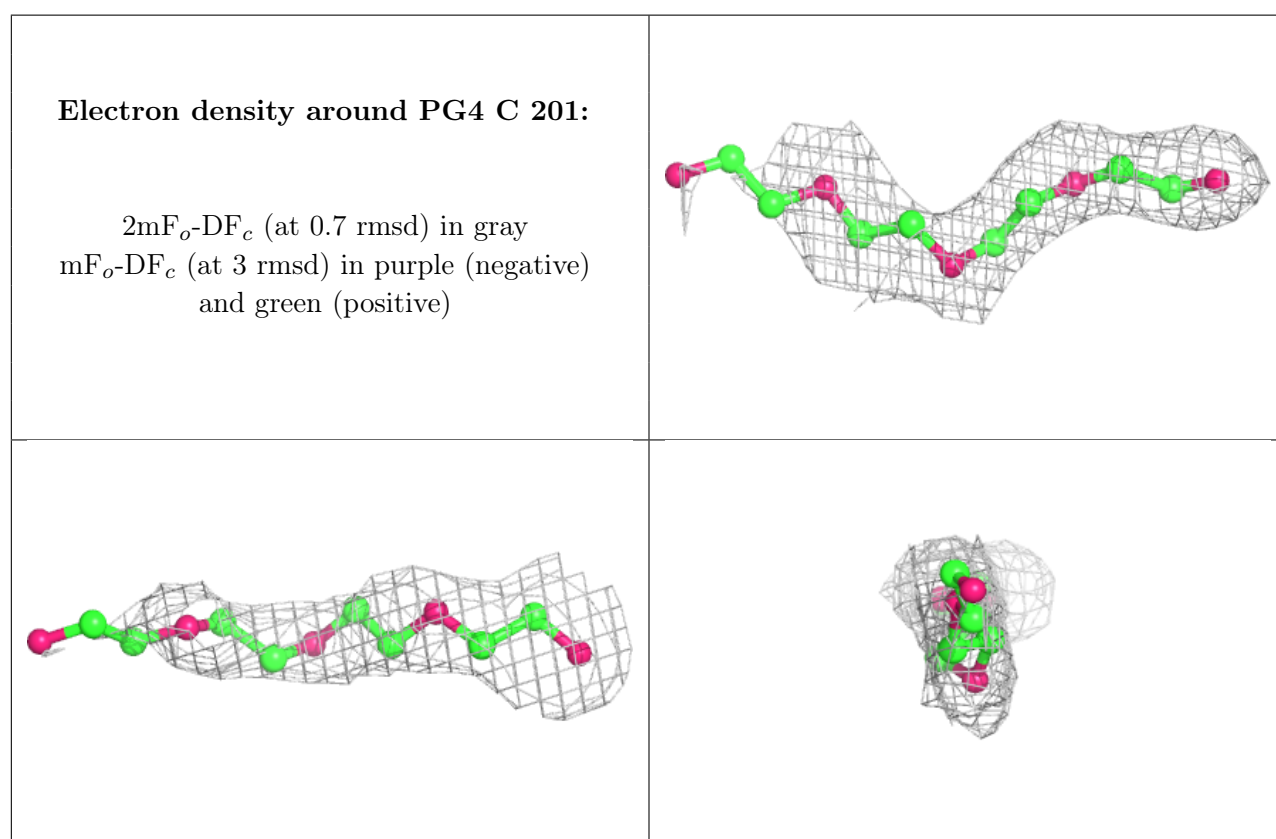 Electron density around PG4 C 201:
2mFₒ-DF𝒸 (at 0.7 rmsd) in gray
mFₒ-DF𝒸 (at 3 rmsd) in purple (negative)
and green (positive)